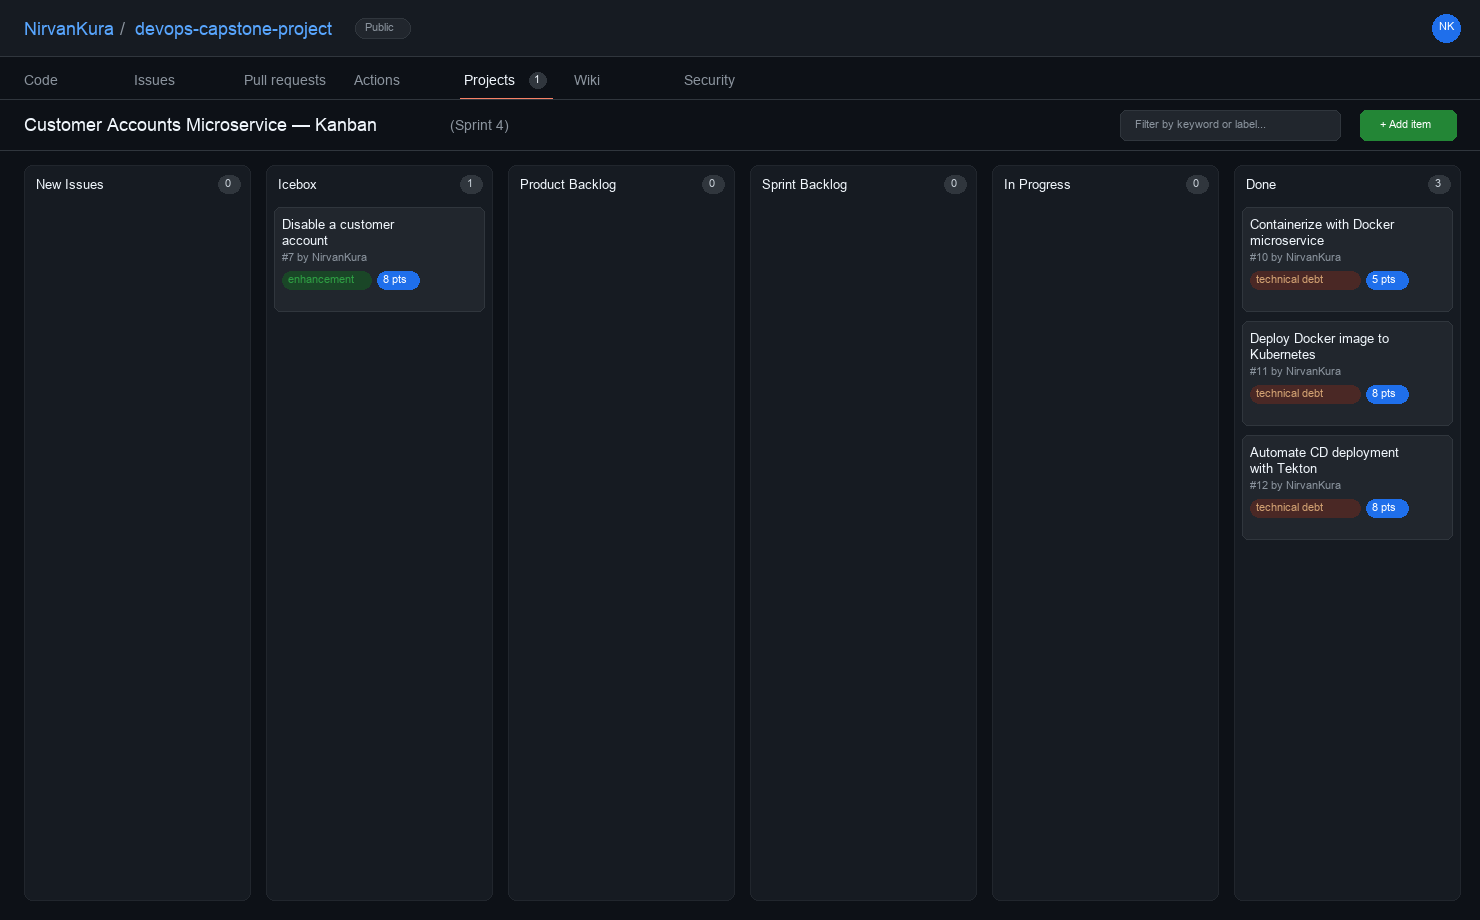 NirvanKura / devops-capstone-project Public NK
Code Issues Pull requests Actions Projects 1 Wiki Security
Customer Accounts Microservice — Kanban (Sprint 4) Filter by keyword or label... + Add item
New Issues 0
Icebox 1
Disable a customer
account
#7 by NirvanKura
enhancement 8 pts
Product Backlog 0
Sprint Backlog 0
In Progress 0
Done 3
Containerize with Docker
microservice
#10 by NirvanKura
technical debt 5 pts
Deploy Docker image to
Kubernetes
#11 by NirvanKura
technical debt 8 pts
Automate CD deployment
with Tekton
#12 by NirvanKura
technical debt 8 pts